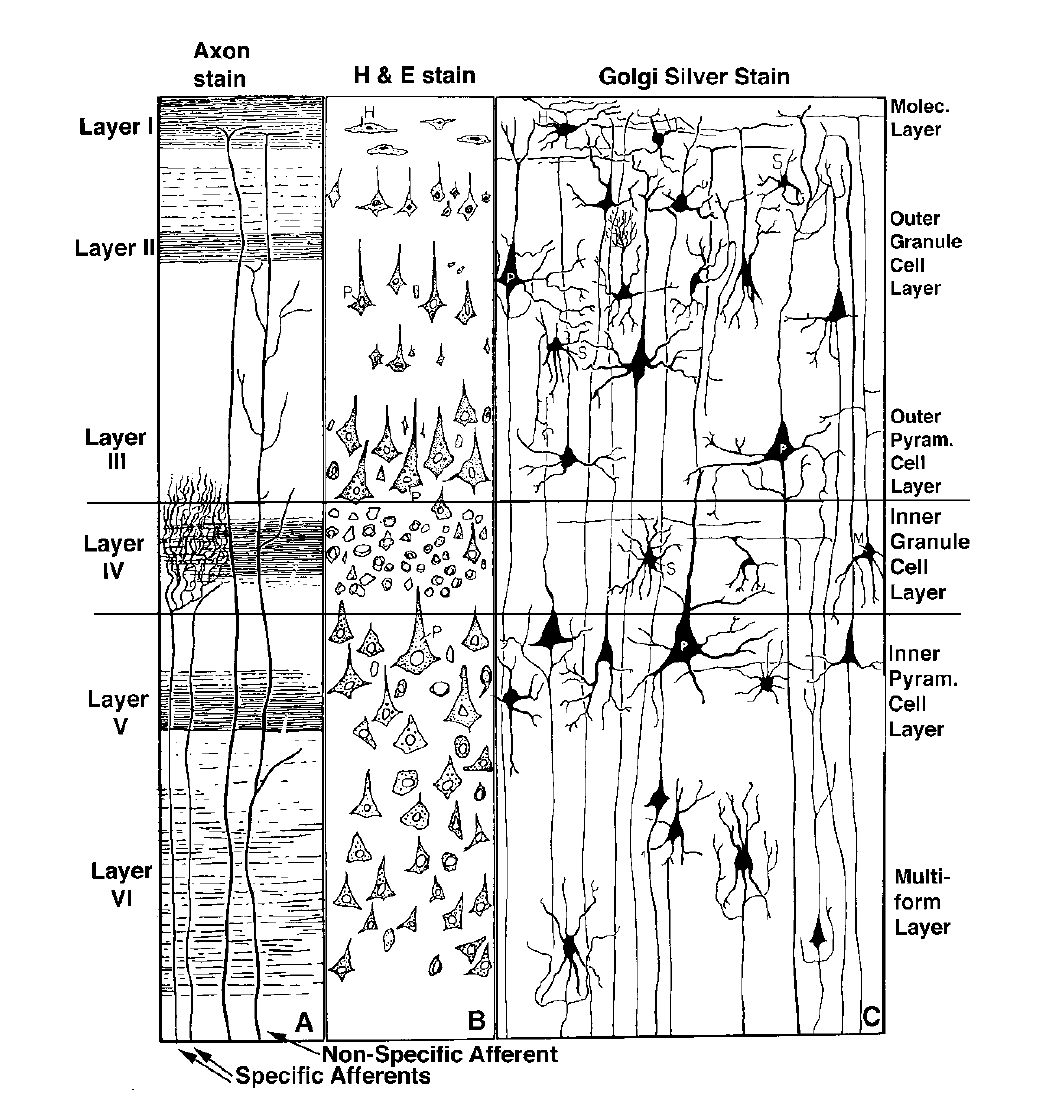 Axon
stain
H & E stain
Golgi Silver Stain
Layer I
Layer II
Layer
III
Layer
IV
Layer
V
Layer
VI
H
P
P
P
A
B
H
S
P
S
P
S
M
P
C
Molec.
Layer
Outer
Granule
Cell
Layer
Outer
Pyram.
Cell
Layer
Inner
Granule
Cell
Layer
Inner
Pyram.
Cell
Layer
Multi-
form
Layer
Non-Specific Afferent
Specific Afferents